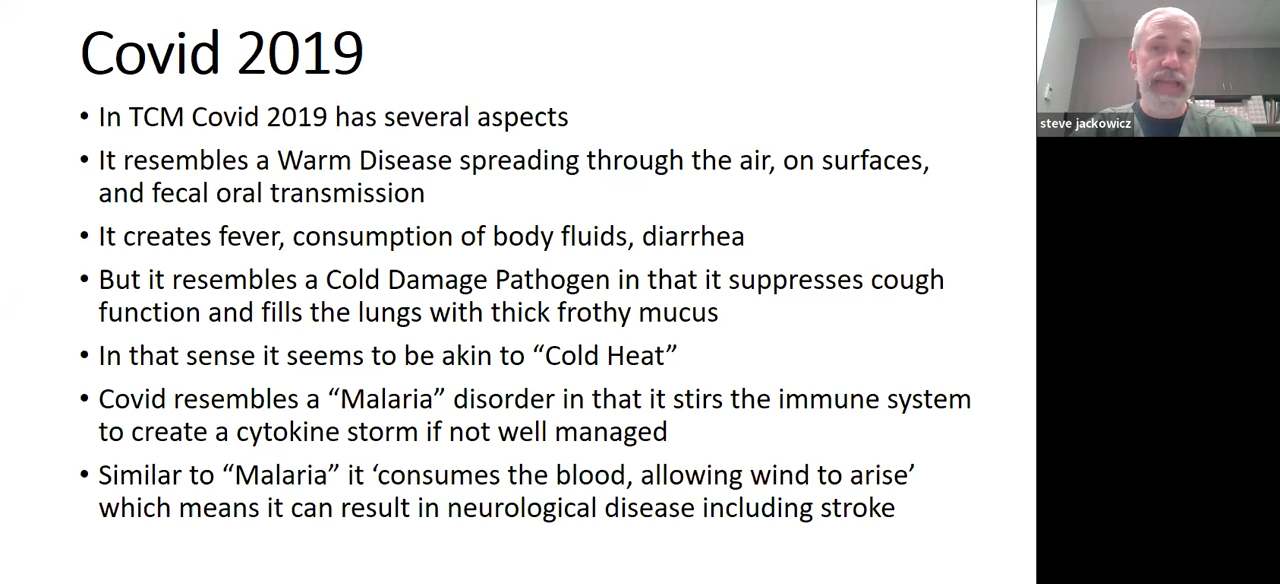 Covid 2019
• In TCM Covid 2019 has several aspects
• It resembles a Warm Disease spreading through the air, on surfaces,
and fecal oral transmission
• It creates fever, consumption of body fluids, diarrhea
• But it resembles a Cold Damage Pathogen in that it suppresses cough
function and fills the lungs with thick frothy mucus
• In that sense it seems to be akin to “Cold Heat”
• Covid resembles a “Malaria” disorder in that it stirs the immune system
to create a cytokine storm if not well managed
• Similar to “Malaria” it ‘consumes the blood, allowing wind to arise’
which means it can result in neurological disease including stroke
steve jackowicz